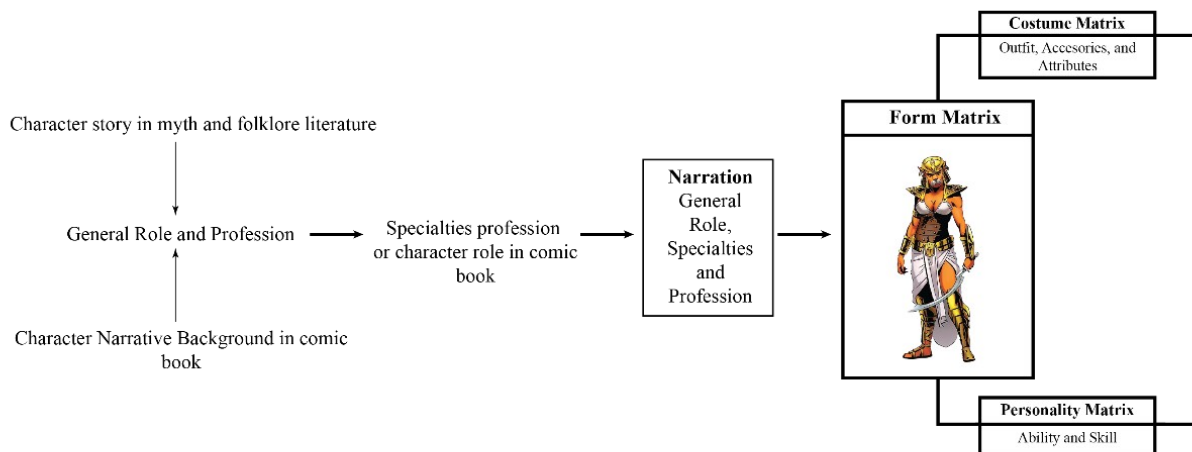 Character story in myth and folklore literature
General Role and Profession
Character Narrative Background in comic
book
Specialties profession
or character role in comic
book
Narration
General
Role,
Specialties
and
Profession
Form Matrix
Costume Matrix
Outfit, Accesories, and
Attributes
Personality Matrix
Ability and Skill